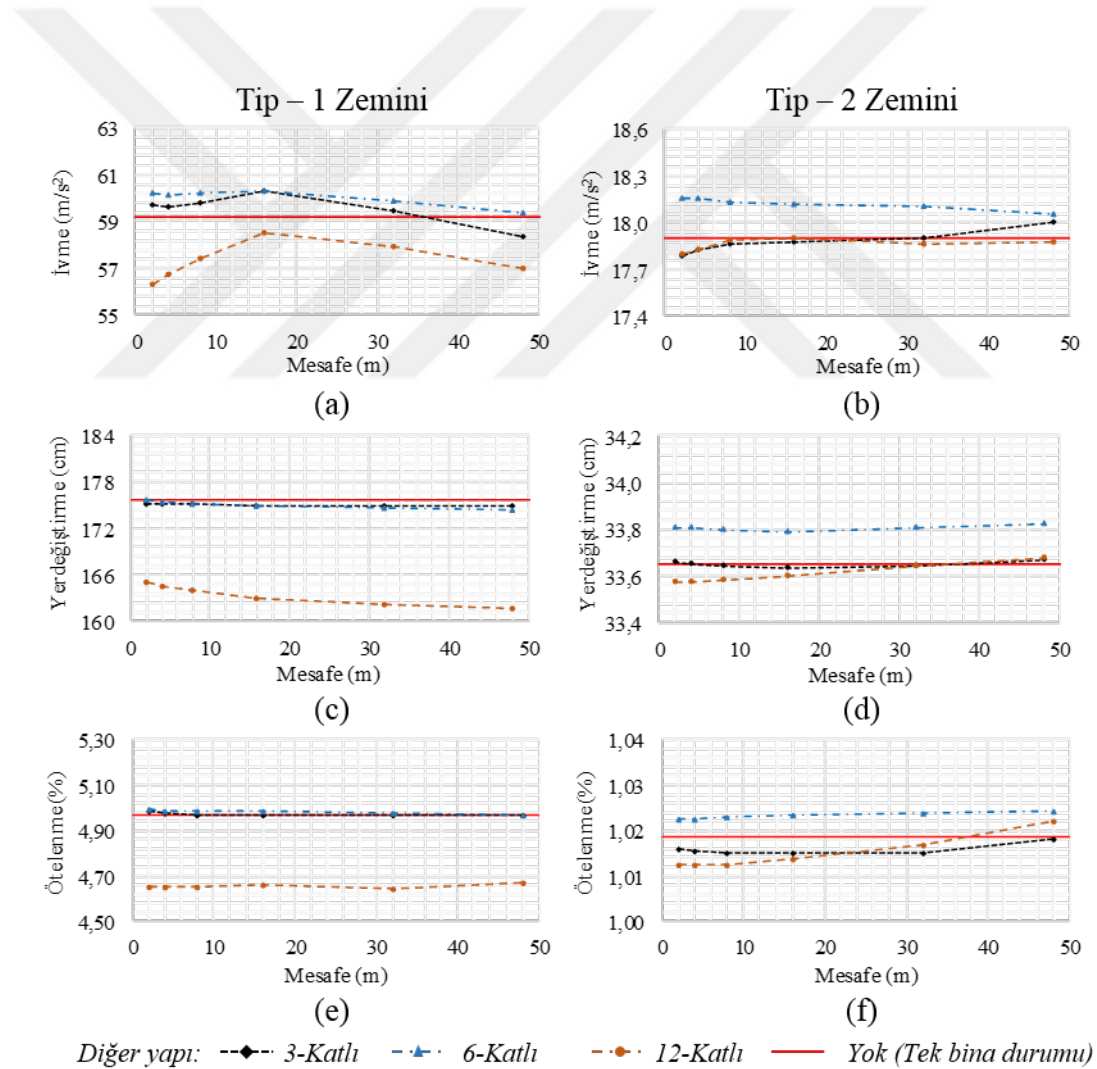 Tip – 1 Zemini
Tip – 2 Zemini
İvme (m/s²)
63
61
59
57
55
0 10 20 30 40 50
Mesafe (m)
(a)
İvme (m/s²)
18,6
18,3
18,0
17,7
17,4
0 10 20 30 40 50
Mesafe (m)
(b)
Yerdeğiştirme (cm)
184
178
172
166
160
0 10 20 30 40 50
Mesafe (m)
(c)
Yerdeğiştirme (cm)
34,2
34,0
33,8
33,6
33,4
0 10 20 30 40 50
Mesafe (m)
(d)
Ötelenme(%)
5,30
5,10
4,90
4,70
4,50
0 10 20 30 40 50
Mesafe (m)
(e)
Ötelenme(%)
1,04
1,03
1,02
1,01
1,00
0 10 20 30 40 50
Mesafe (m)
(f)
Diğer yapı: 3-Katlı 6-Katlı 12-Katlı Yok (Tek bina durumu)